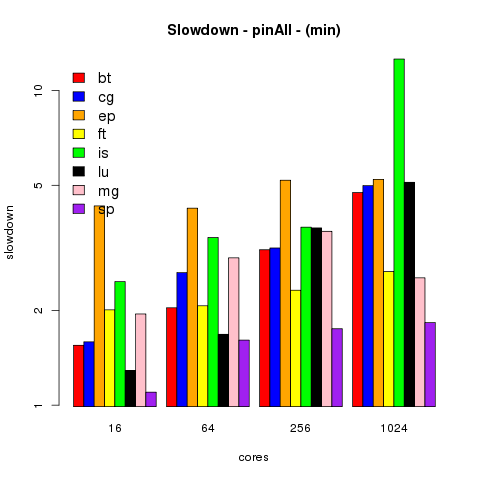 Slowdown - pinAll - (min)
bt
cg
ep
ft
is
lu
mg
sp
slowdown
10
5
2
1
16 64 256 1024
cores